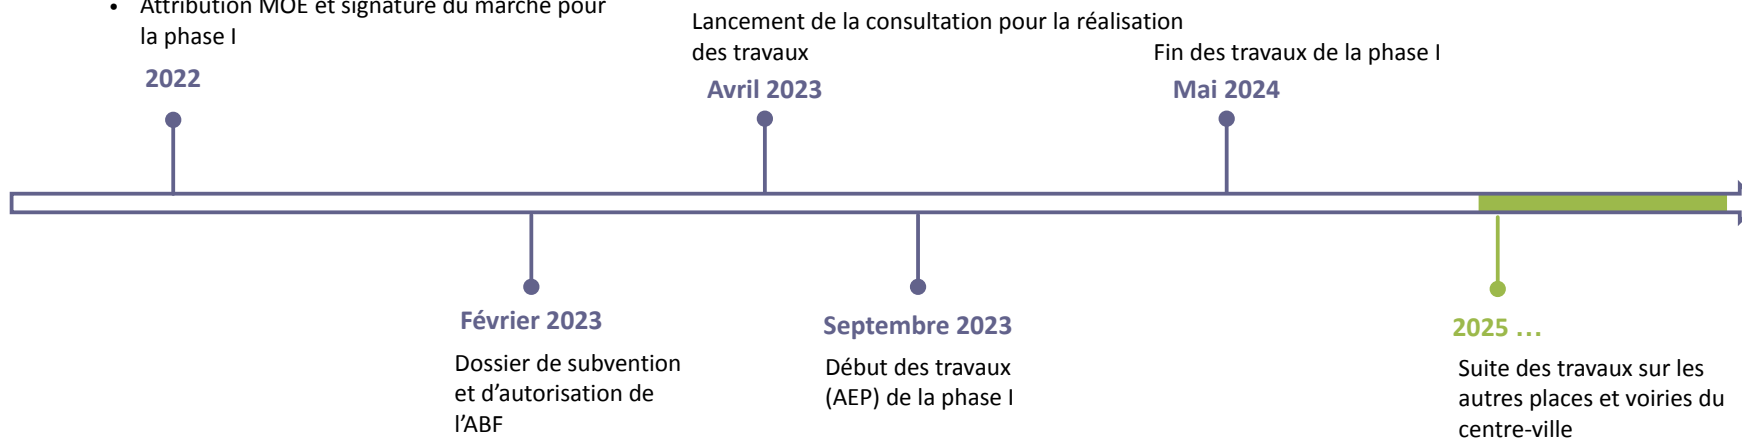 • Attribution MOE et signature du marché pour
la phase I
2022
Lancement de la consultation pour la réalisation
des travaux
Avril 2023
Fin des travaux de la phase I
Mai 2024
Février 2023
Dossier de subvention
et d’autorisation de
l’ABF
Septembre 2023
Début des travaux
(AEP) de la phase I
2025 …
Suite des travaux sur les
autres places et voiries du
centre-ville